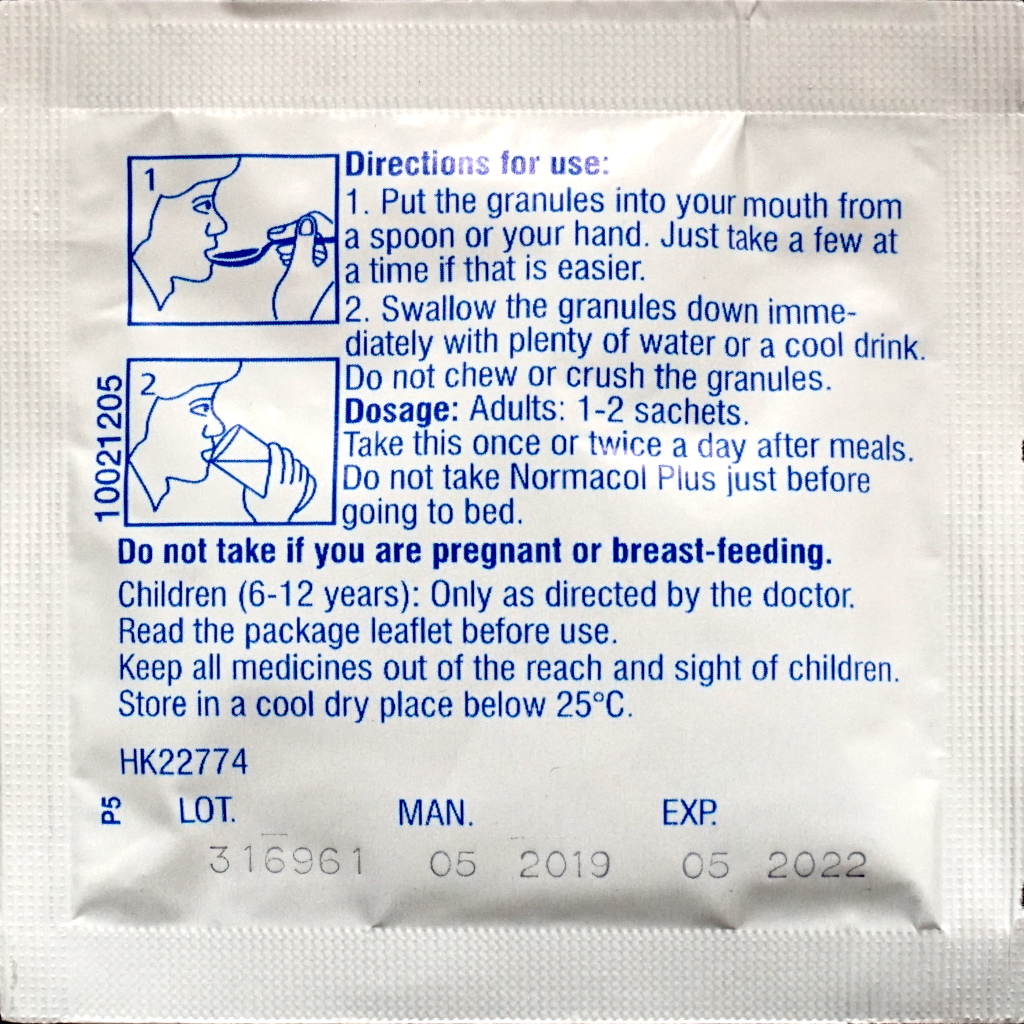 1
Directions for use:
1. Put the granules into your mouth from
a spoon or your hand. Just take a few at
a time if that is easier.
2. Swallow the granules down imme-
diately with plenty of water or a cool drink.
2
Do not chew or crush the granules.
Dosage: Adults: 1-2 sachets.
Take this once or twice a day after meals.
Do not take Normacol Plus just before
going to bed.
10021205
Do not take if you are pregnant or breast-feeding.
Children (6-12 years): Only as directed by the doctor.
Read the package leaflet before use.
Keep all medicines out of the reach and sight of children.
Store in a cool dry place below 25°C.
HK22774
P5
LOT. MAN. EXP.
316961 05 2019 05 2022